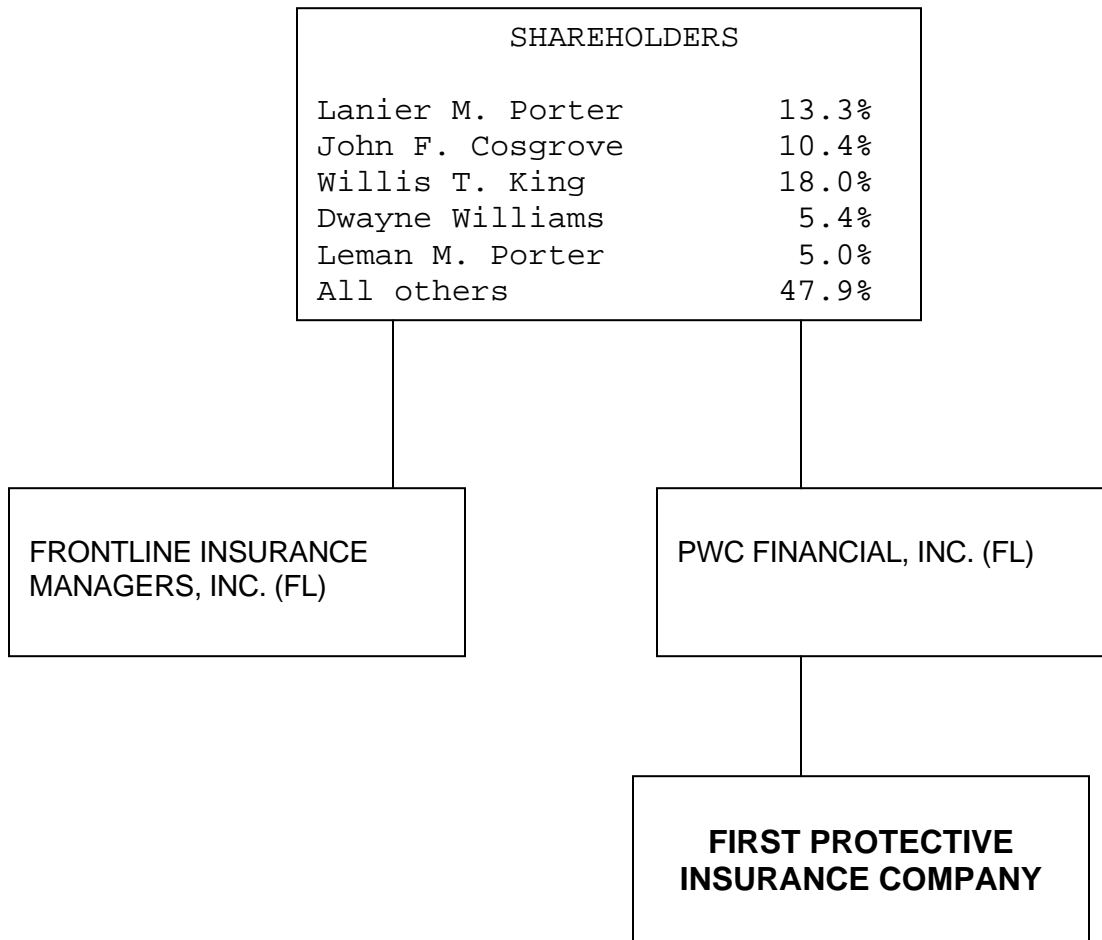 SHAREHOLDERS
Lanier M. Porter 13.3%
John F. Cosgrove 10.4%
Willis T. King 18.0%
Dwayne Williams 5.4%
Leman M. Porter 5.0%
All others 47.9%
FRONTLINE INSURANCE
MANAGERS, INC. (FL)
PWC FINANCIAL, INC. (FL)
FIRST PROTECTIVE
INSURANCE COMPANY